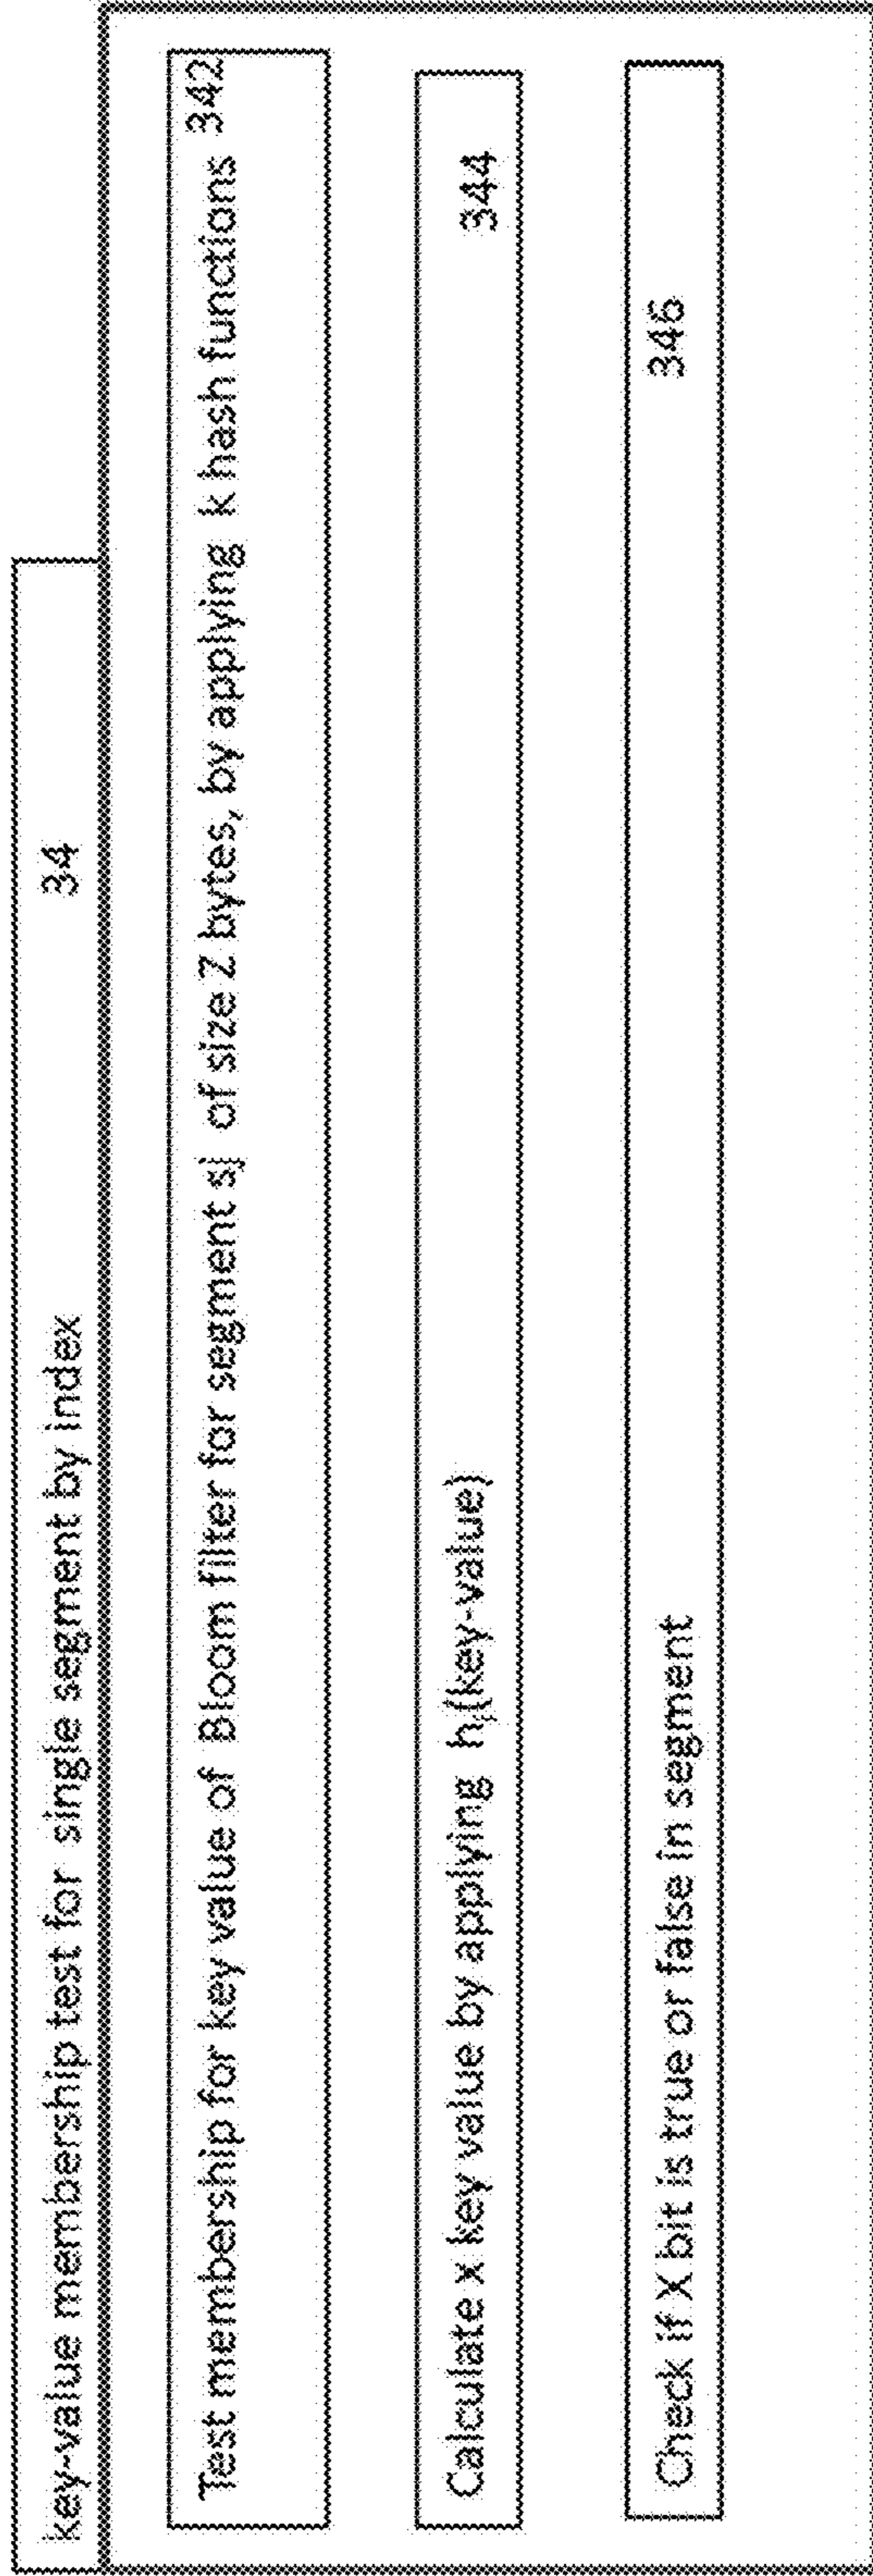 key-value membership test for single segment by index 34
Test membership for key value of Bloom filter for segment sj of size Z bytes, by applying k hash functions 342
Calculate x key value by applying hj(key-value) 344
Check if X bit is true or false in segment 346